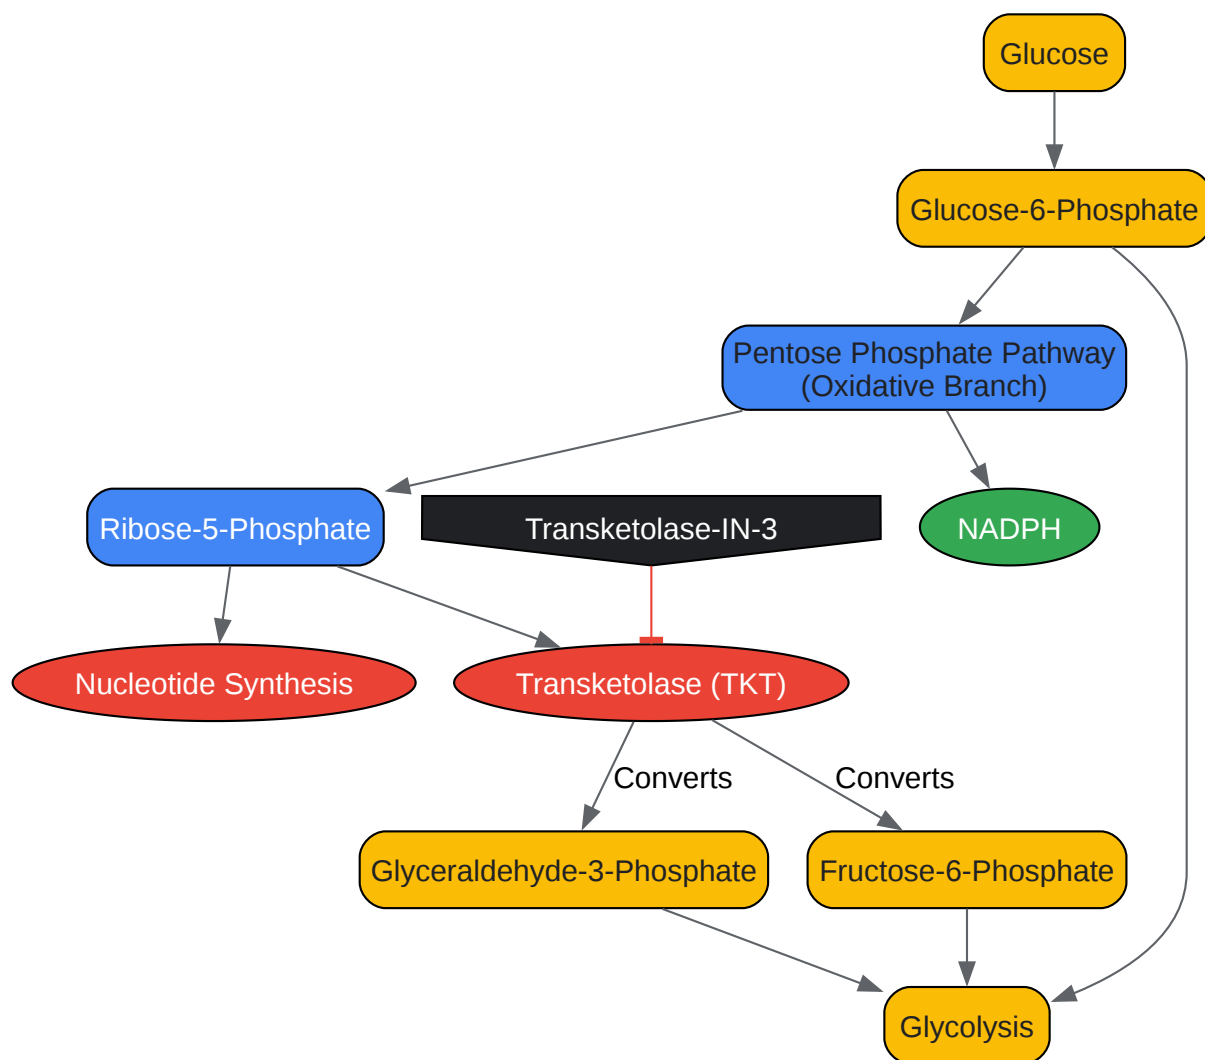 Glucose
Glucose-6-Phosphate
Pentose Phosphate Pathway
(Oxidative Branch)
Ribose-5-Phosphate
Transketolase-IN-3
NADPH
Nucleotide Synthesis
Transketolase (TKT)
Converts
Converts
Glyceraldehyde-3-Phosphate
Fructose-6-Phosphate
Glycolysis